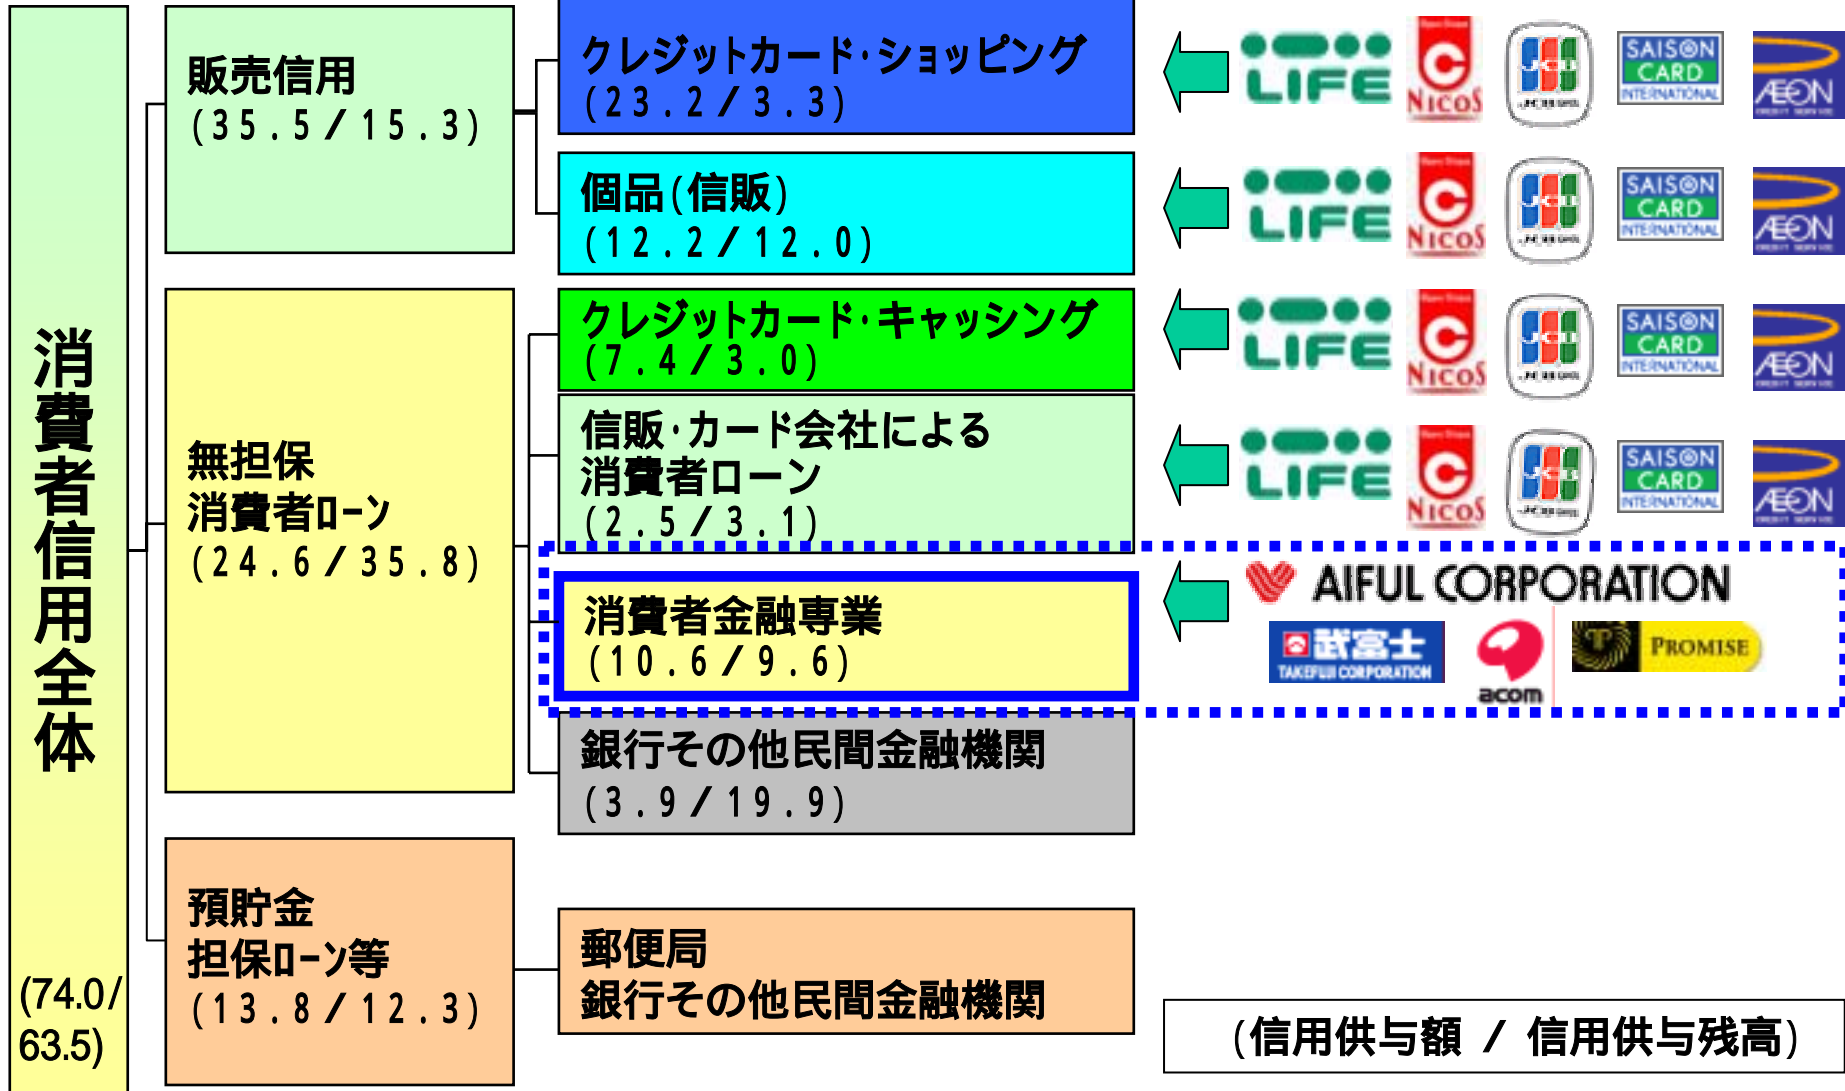 消費者信用全体
(74.0/
63.5)
販売信用
(35.5/15.3)
クレジットカード・ショッピング
(23.2/3.3)
LIFE
NICOS
JCB
SAISON
CARD
INTERNATIONAL
ÆON
個品(信販)
(12.2/12.0)
LIFE
NICOS
JCB
SAISON
CARD
INTERNATIONAL
ÆON
無担保
消費者ローン
(24.6/35.8)
クレジットカード・キャッシング
(7.4/3.0)
LIFE
NICOS
JCB
SAISON
CARD
INTERNATIONAL
ÆON
信販・カード会社による
消費者ローン
(2.5/3.1)
LIFE
NICOS
JCB
SAISON
CARD
INTERNATIONAL
ÆON
消費者金融専業
(10.6/9.6)
AIFUL CORPORATION
武富士
TAKEFUJI CORPORATION
acom
PROMISE
銀行その他民間金融機関
(3.9/19.9)
預貯金
担保ローン等
(13.8/12.3)
郵便局
銀行その他民間金融機関
(信用供与額 / 信用供与残高)